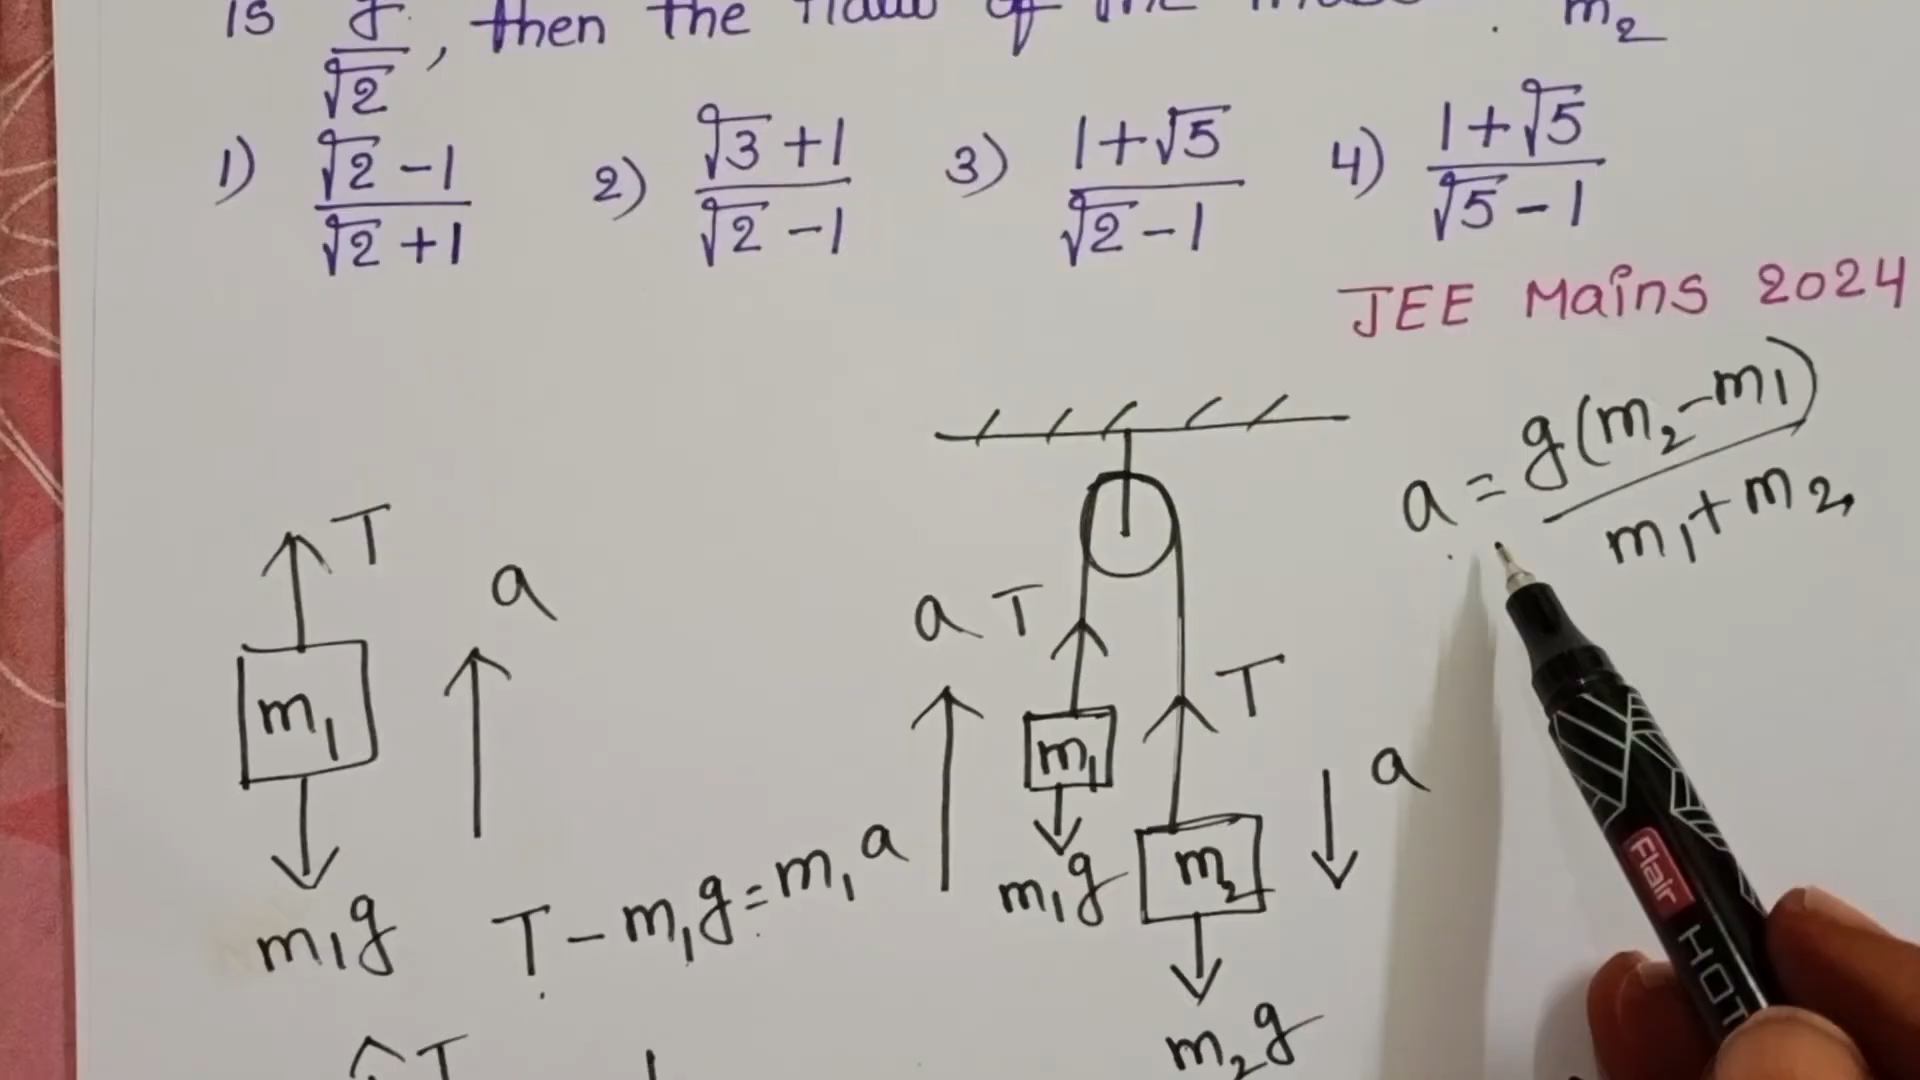 is g/√2, then the of the m₂
1) (√2 - 1)/(√2 + 1) 2) (√3 + 1)/(√2 - 1) 3) (1 + √5)/(√2 - 1) 4) (1 + √5)/(√5 - 1)
JEE Mains 2024
a = g(m₂ - m1)/(m₁ + m₂)
T
a
m₁
m₁g
T - m₁g = m₁a
a T
T
m₁
a
m₁g
m₂
m₂g
T
Flair
HOT